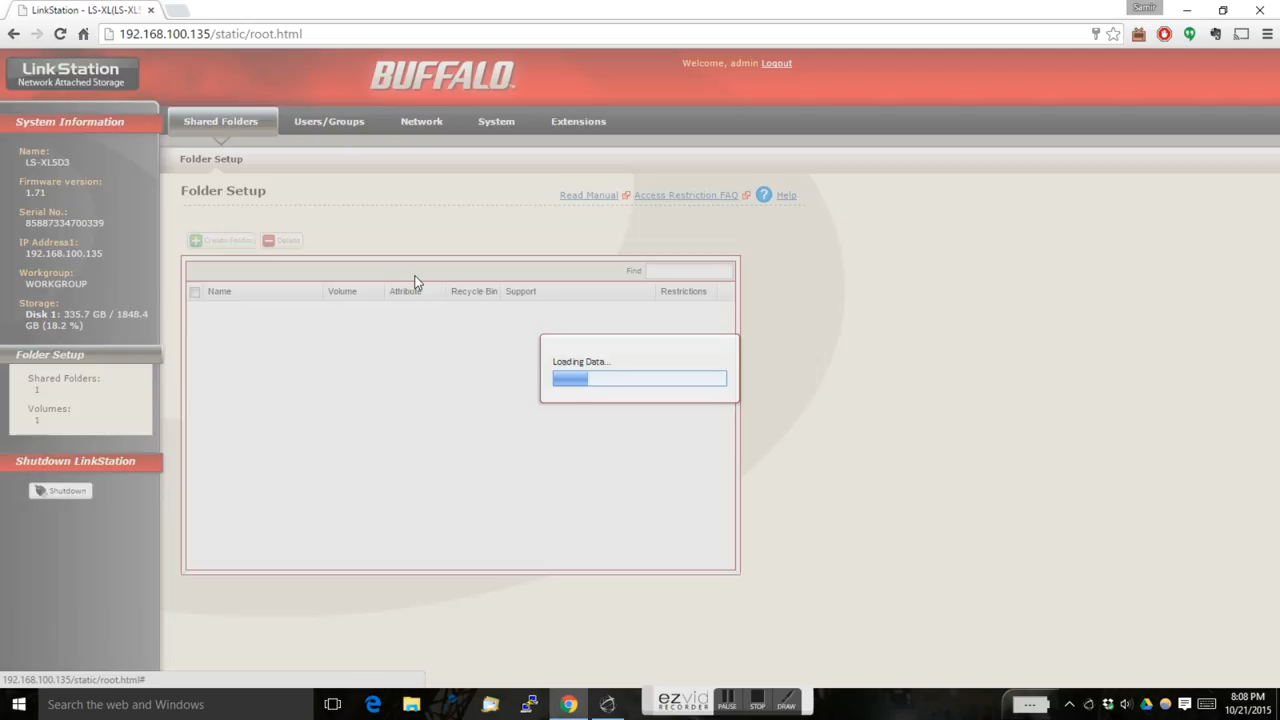 LinkStation - LS-XL(LS-XL
Samir
192.168.100.135/static/root.html
LinkStation
Network Attached Storage
BUFFALO
Welcome, admin Logout
System Information
Shared Folders
Users/Groups
Network
System
Extensions
Name:
LS-XL5D3
Folder Setup
Firmware version:
1.71
Folder Setup
Read Manual
Access Restriction FAQ
? Help
Serial No.:
85887334700339
IP Address1:
192.168.100.135
Create Folder
Delete
Workgroup:
WORKGROUP
Find
Name
Volume
Attribute
Recycle Bin
Support
Restrictions
Storage:
Disk 1: 335.7 GB / 1848.4
GB (18.2 %)
Folder Setup
Loading Data...
Shared Folders:
1
Volumes:
1
Shutdown LinkStation
Shutdown
192.168.100.135/static/root.html#
Search the web and Windows
ezvid
RECORDER
PAUSE
STOP
DRAW
8:08 PM
10/21/2015